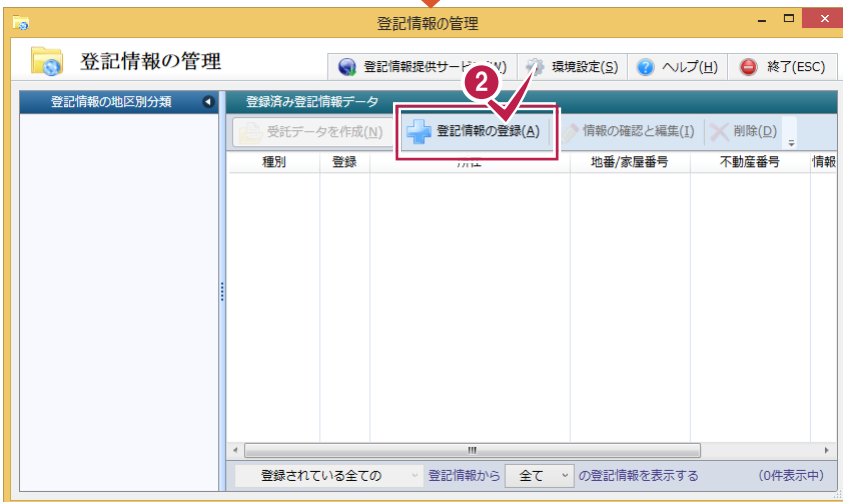 登記情報の管理
登記情報の管理
登記情報提供サービス(W) 環境設定(S) ヘルプ(H) 終了(ESC)
2
登記情報の地区別分類 登録済み登記情報データ
受託データを作成(N) 登記情報の登録(A) 情報の確認と編集(I) 削除(D)
種別 登録 所在 地番/家屋番号 不動産番号 情報
登録されている全ての 登記情報から 全て の登記情報を表示する (0件表示中)